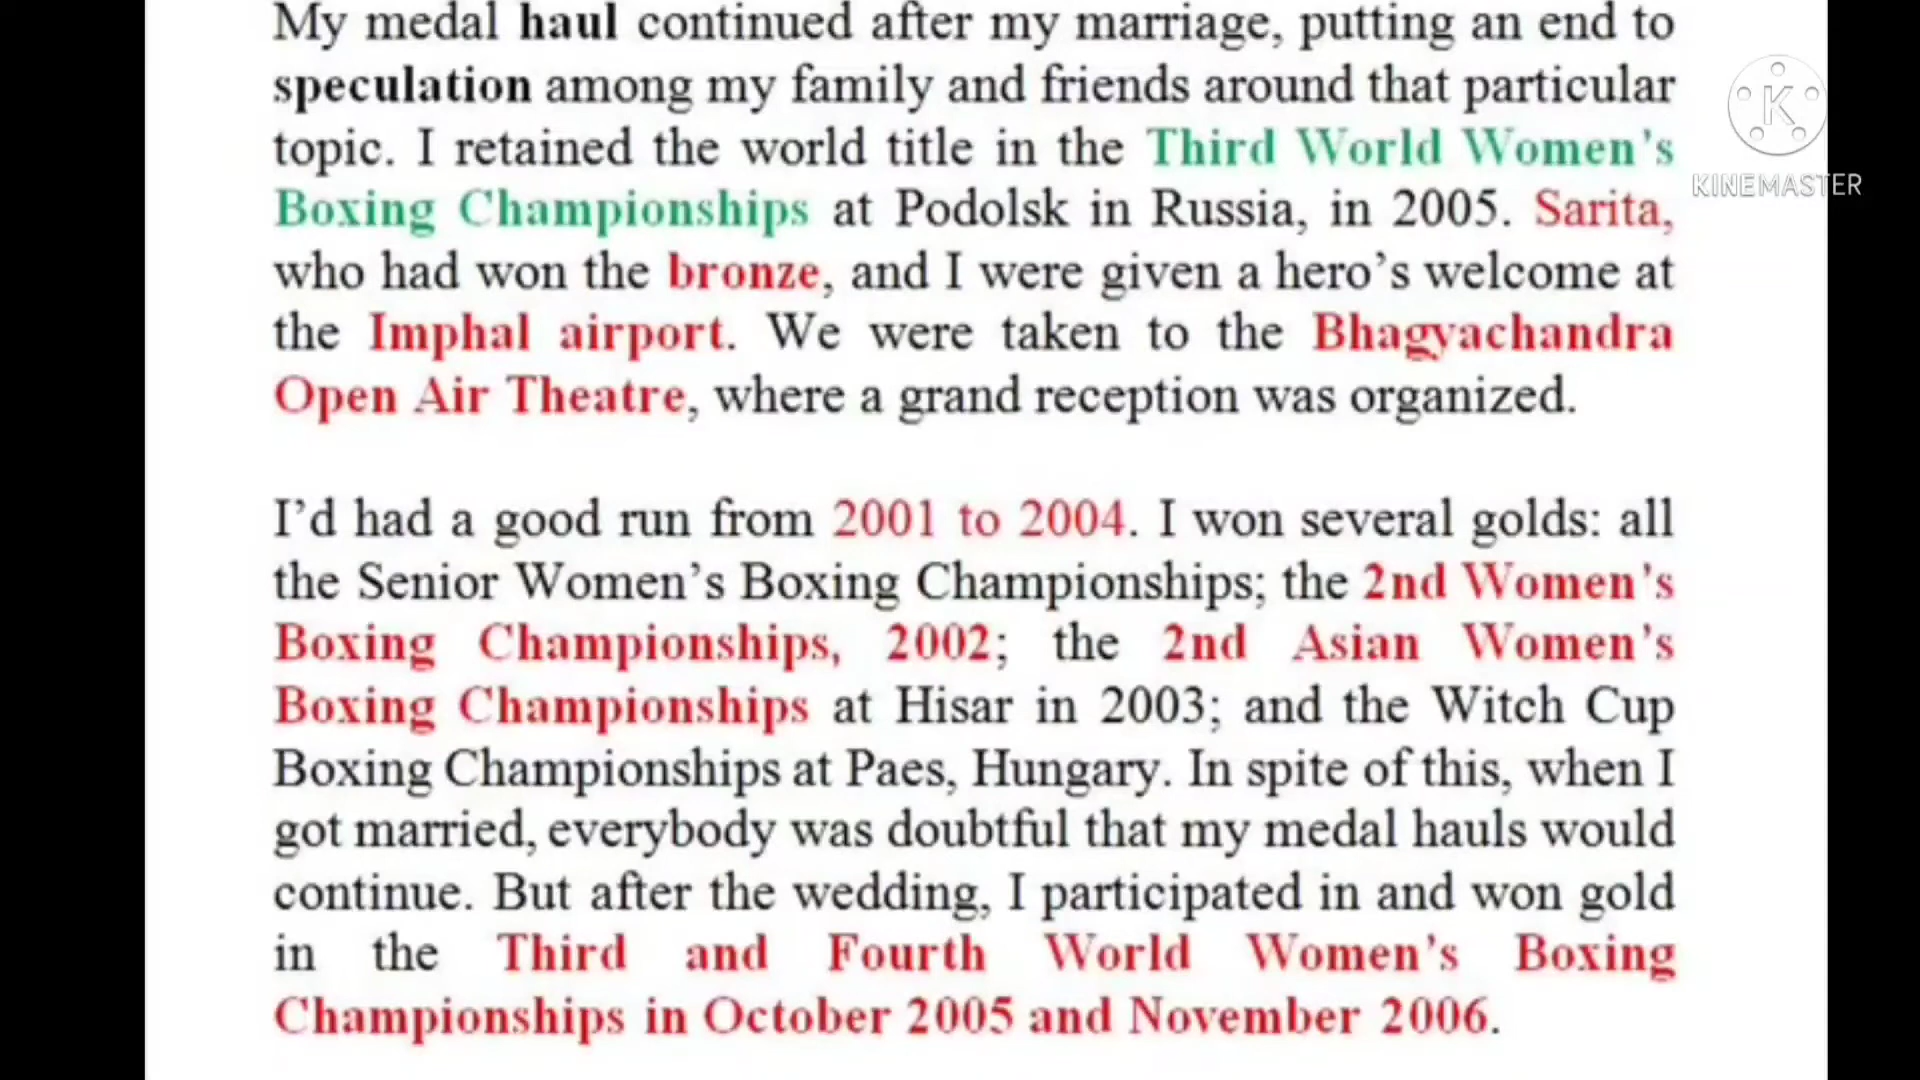 My medal haul continued after my marriage, putting an end to
speculation among my family and friends around that particular
topic. I retained the world title in the Third World Women's
Boxing Championships at Podolsk in Russia, in 2005. Sarita,
who had won the bronze, and I were given a hero's welcome at
the Imphal airport. We were taken to the Bhagyachandra
Open Air Theatre, where a grand reception was organized.
I'd had a good run from 2001 to 2004. I won several golds: all
the Senior Women's Boxing Championships; the 2nd Women's
Boxing Championships, 2002; the 2nd Asian Women's
Boxing Championships at Hisar in 2003; and the Witch Cup
Boxing Championships at Paes, Hungary. In spite of this, when I
got married, everybody was doubtful that my medal hauls would
continue. But after the wedding, I participated in and won gold
in the Third and Fourth World Women's Boxing
Championships in October 2005 and November 2006.
K
KINEMASTER